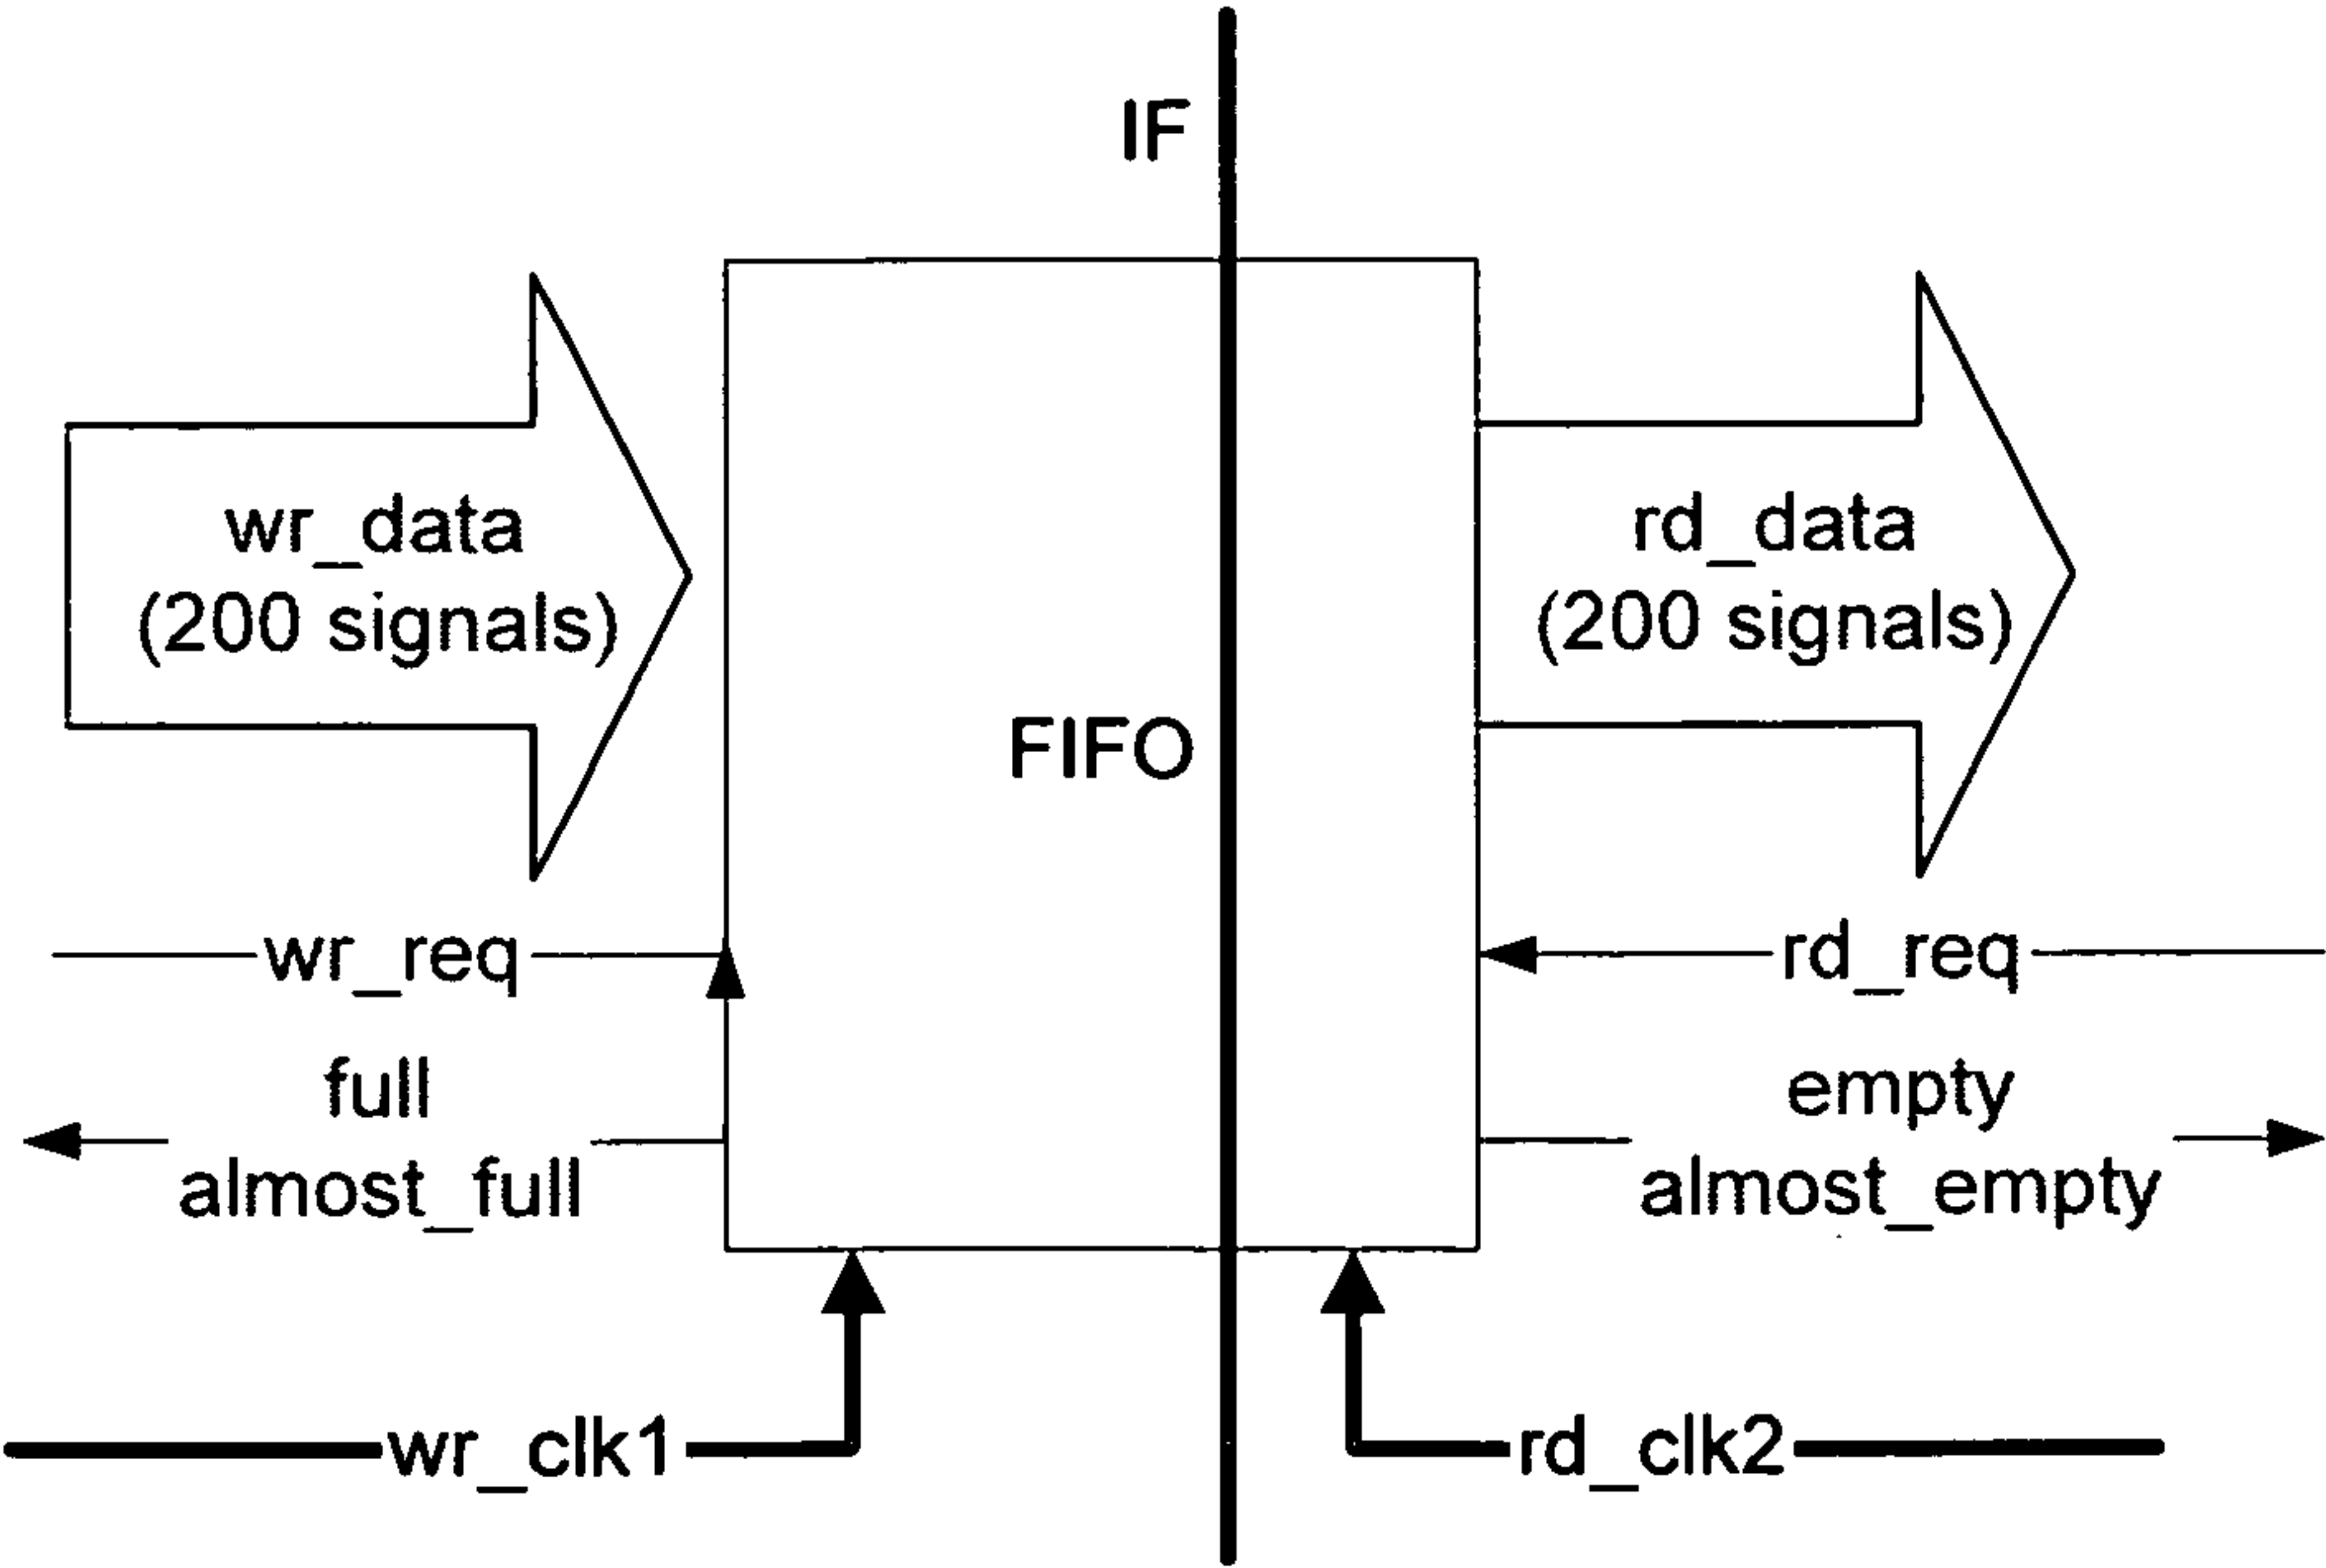 IF
wr_data
(200 signals)
rd_data
(200 signals)
FIFO
wr_req
rd_req
full
almost_full
empty
almost_empty
wr_clk1
rd_clk2